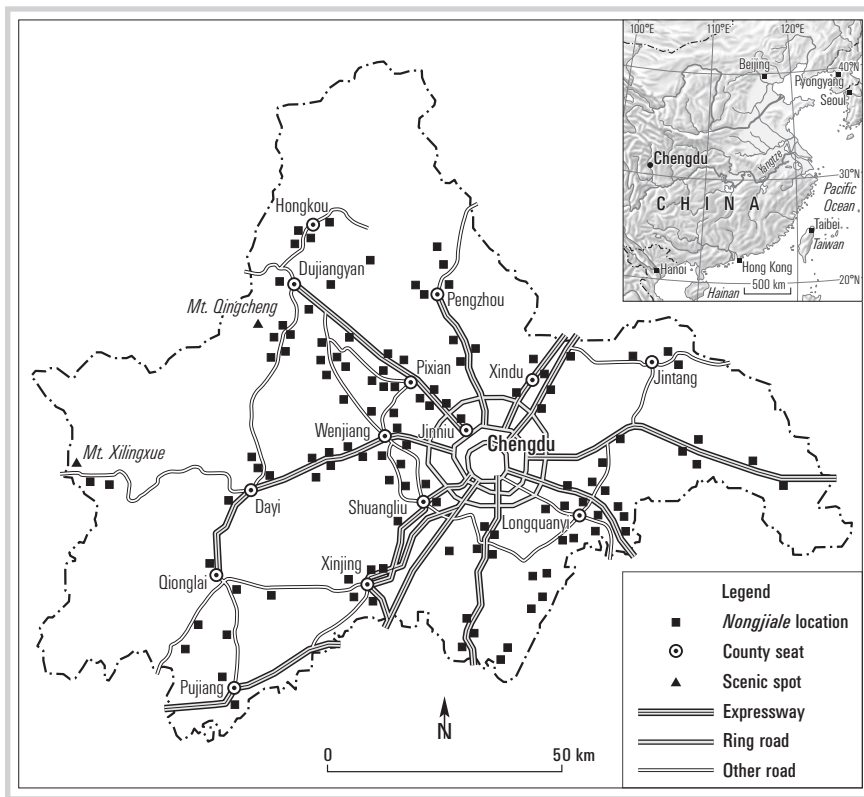 100°E
110°E
120°E
Beijing
40°N
Pyongyang
Seoul
Chengdu
Yangtze
30°N
Pacific
Ocean
CHINA
Taibei
Taiwan
Hanoi
Hong Kong
Hainan
500 km
20°N
Hongkou
Dujiangyan
Mt. Qingcheng
Pengzhou
Pixian
Xindu
Jintang
Wenjiang
Jinniu
Chengdu
Mt. Xilingxue
Dayi
Shuangliu
Longquanyi
Qionglai
Xinjing
Pujiang
N
0
50 km
Legend
Nongjiale location
County seat
Scenic spot
Expressway
Ring road
Other road